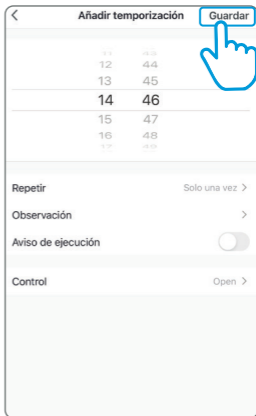 Añadir temporización Guardar
12 44
13 45
14 46
15 47
16 48
Repetir Solo una vez
Observación
Aviso de ejecución
Control Open